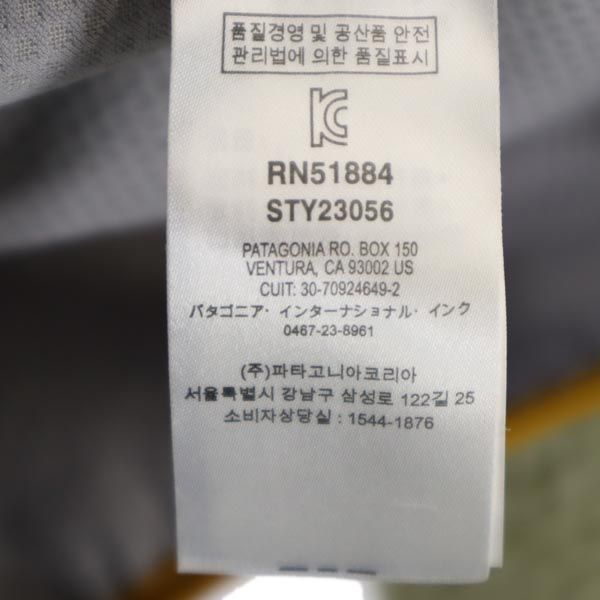 품질경영 및 공산품 안전
관리법에 의한 품질표시
RN51884
STY23056
PATAGONIA RO. BOX 150
VENTURA, CA 93002 US
CUIT: 30-70924649-2
パタゴニア・インターナショナル・インク
0467-23-8961
(주)파타고니아코리아
서울특별시 강남구 삼성로 122길 25
소비자상당실 : 1544-1876